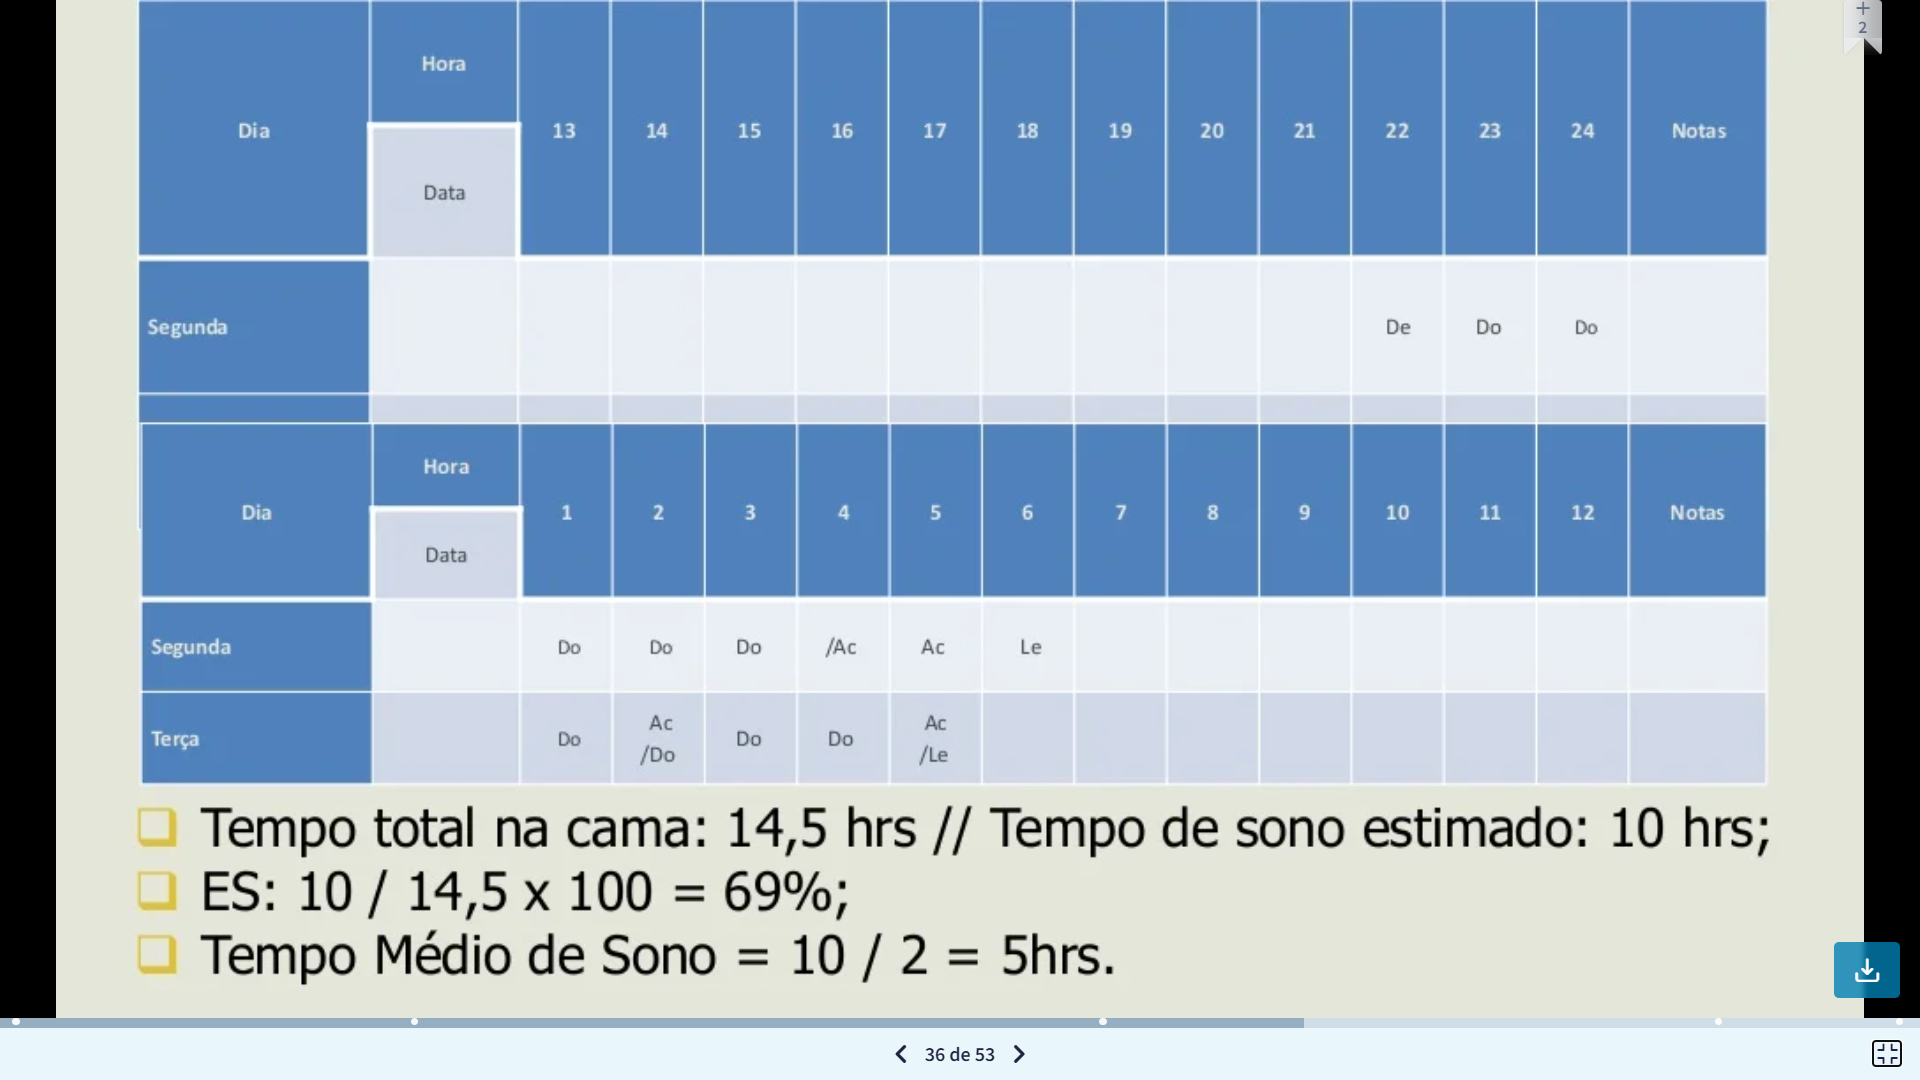 +
2
Dia Hora 13 14 15 16 17 18 19 20 21 22 23 24 Notas
Data
Segunda De Do Do
Dia Hora 1 2 3 4 5 6 7 8 9 10 11 12 Notas
Data
Segunda Do Do Do /Ac Ac Le
Terça Do Ac /Do Do Do Ac /Le
Tempo total na cama: 14,5 hrs // Tempo de sono estimado: 10 hrs;
ES: 10 / 14,5 x 100 = 69%;
Tempo Médio de Sono = 10 / 2 = 5hrs.
36 de 53